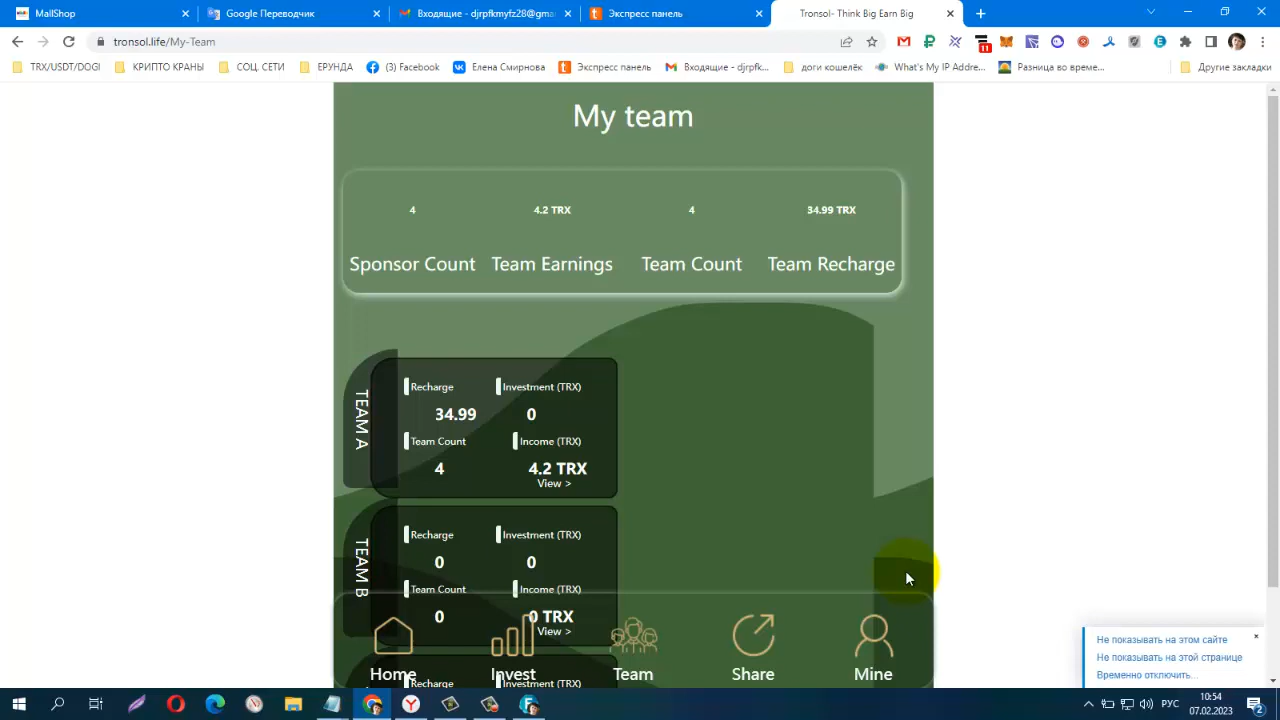 MailShop
Google Переводчик
Входящие - djrpfkmyfz28@gma
Экспресс панель
Tronsol- Think Big Earn Big
tronsol.life/My-Team
11
TRX/USDT/DOGI
КРИПТО КРАНЫ
СОЦ. СЕТИ
ЕРУНДА
(3) Facebook
Елена Смирнова
Экспресс панель
Входящие - djrpfk...
доги кошелёк
What's My IP Addre...
Разница во време...
Другие закладки
My team
4
4.2 TRX
4
34.99 TRX
Sponsor Count
Team Earnings
Team Count
Team Recharge
TEAM A
Recharge
Investment (TRX)
34.99
0
Team Count
Income (TRX)
4
4.2 TRX
View >
TEAM B
Recharge
Investment (TRX)
0
0
Team Count
Income (TRX)
0
0 TRX
View >
Recharge
Investment (TRX)
Home
Invest
Team
Share
Mine
Не показывать на этом сайте
Не показывать на этой странице
Временно отключить...
РУС
10:54
07.02.2023
2